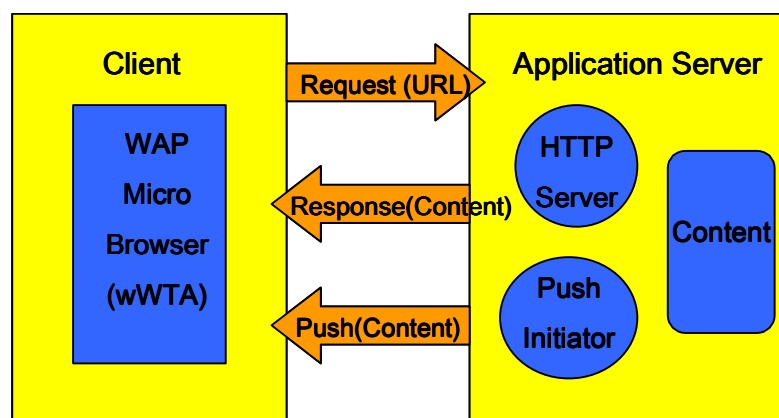 Client
WAP
Micro
Browser
(wWTA)
Request (URL)
Response(Content)
Push(Content)
Application Server
HTTP
Server
Push
Initiator
Content